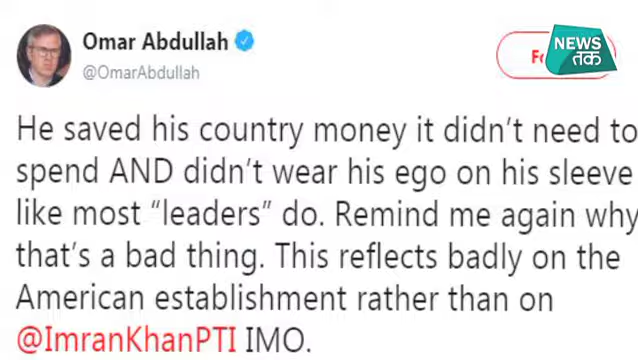 Omar Abdullah
@OmarAbdullah
NEWS
तक
He saved his country money it didn't need to
spend AND didn't wear his ego on his sleeve
like most “leaders” do. Remind me again why
that's a bad thing. This reflects badly on the
American establishment rather than on
@ImranKhanPTI IMO.